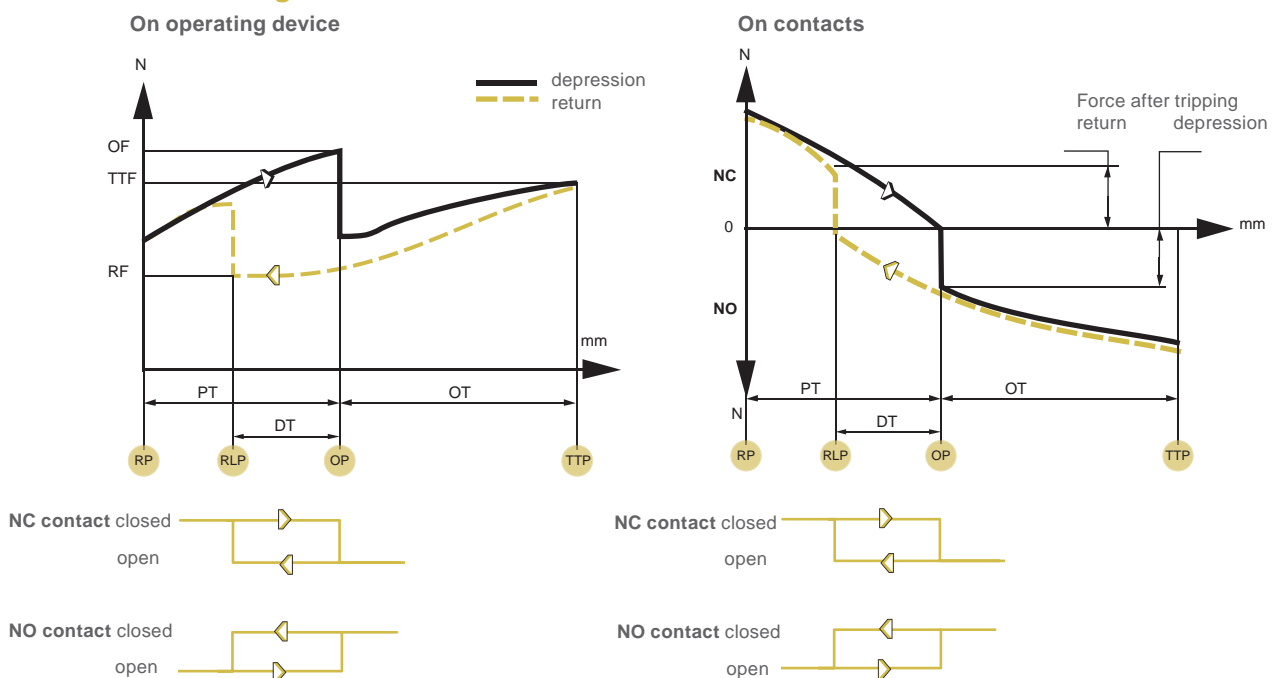 On operating device
N
depression
return
OF
TTF
RF
mm
PT
OT
DT
RP
RLP
OP
TTP
NC contact closed
open
NO contact closed
open
On contacts
N
Force after tripping
return depression
NC
0
mm
NO
N
PT
OT
DT
RP
RLP
OP
TTP
NC contact closed
open
NO contact closed
open